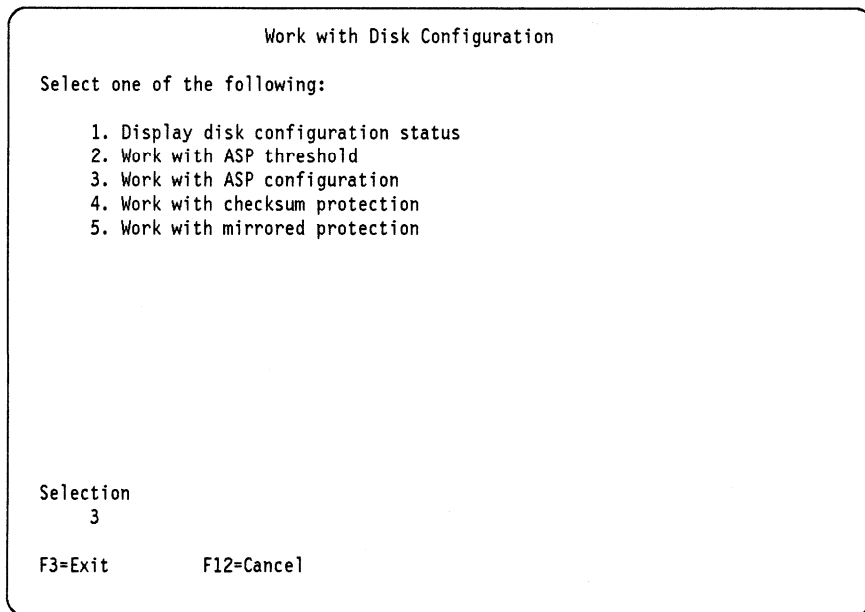 Work with Disk Configuration
Select one of the following:
1. Display disk configuration status
2. Work with ASP threshold
3. Work with ASP configuration
4. Work with checksum protection
5. Work with mirrored protection
Selection
3
F3=Exit F12=Cancel